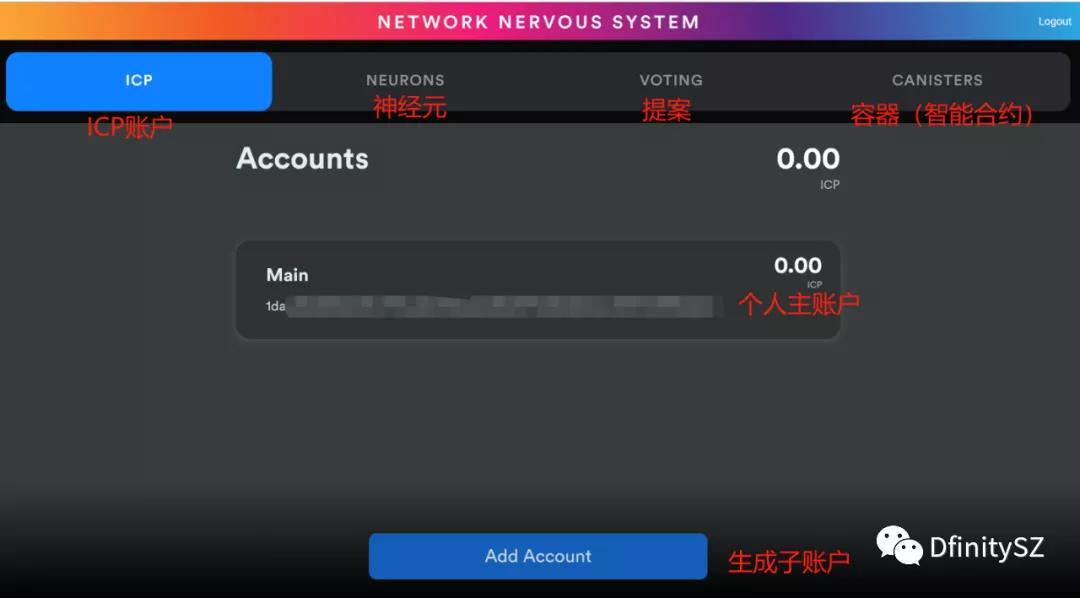 NETWORK NERVOUS SYSTEM
Logout
ICP
NEURONS
VOTING
CANISTERS
ICP账户
神经元
提案
容器（智能合约）
Accounts
0.00
ICP
Main
0.00
ICP
1da
个人主账户
Add Account
生成子账户
DfinitySZ